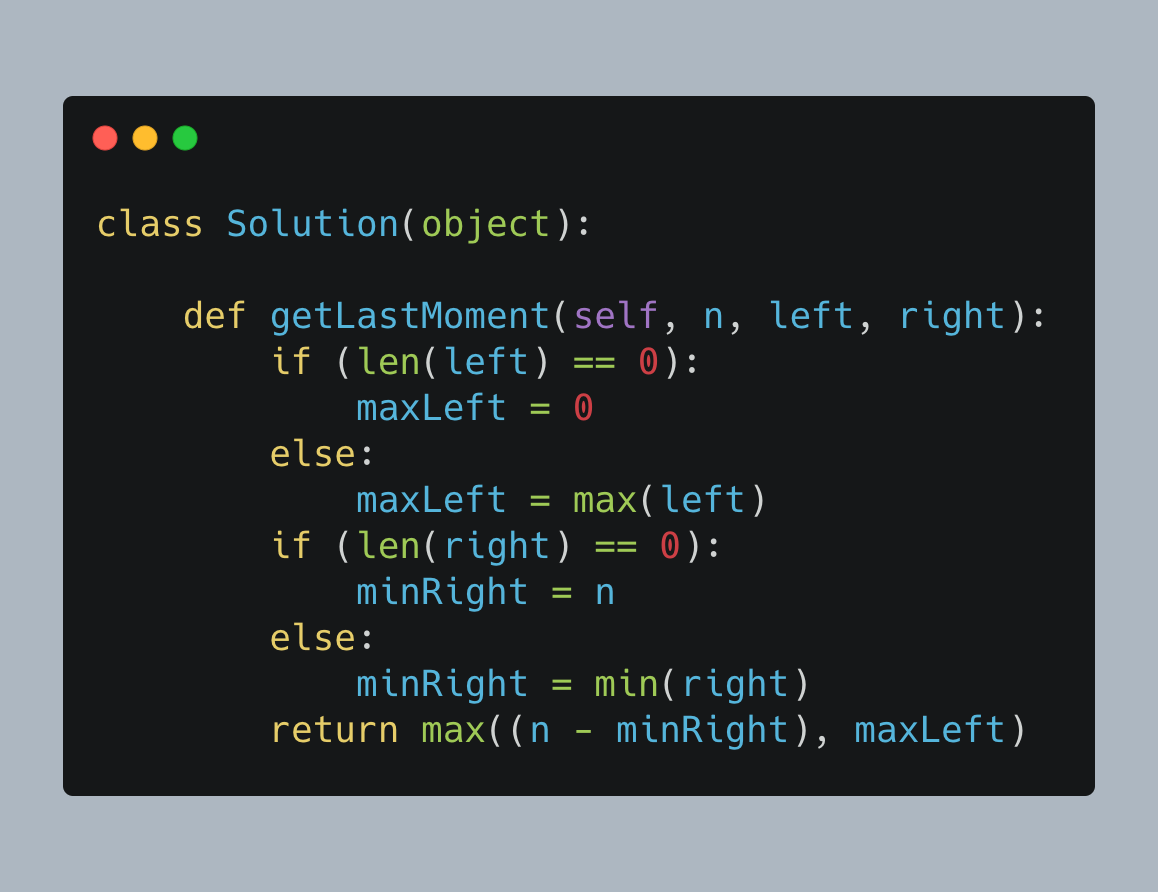 class Solution(object):

    def getLastMoment(self, n, left, right):
        if (len(left) == 0):
            maxLeft = 0
        else:
            maxLeft = max(left)
        if (len(right) == 0):
            minRight = n
        else:
            minRight = min(right)
        return max((n - minRight), maxLeft)